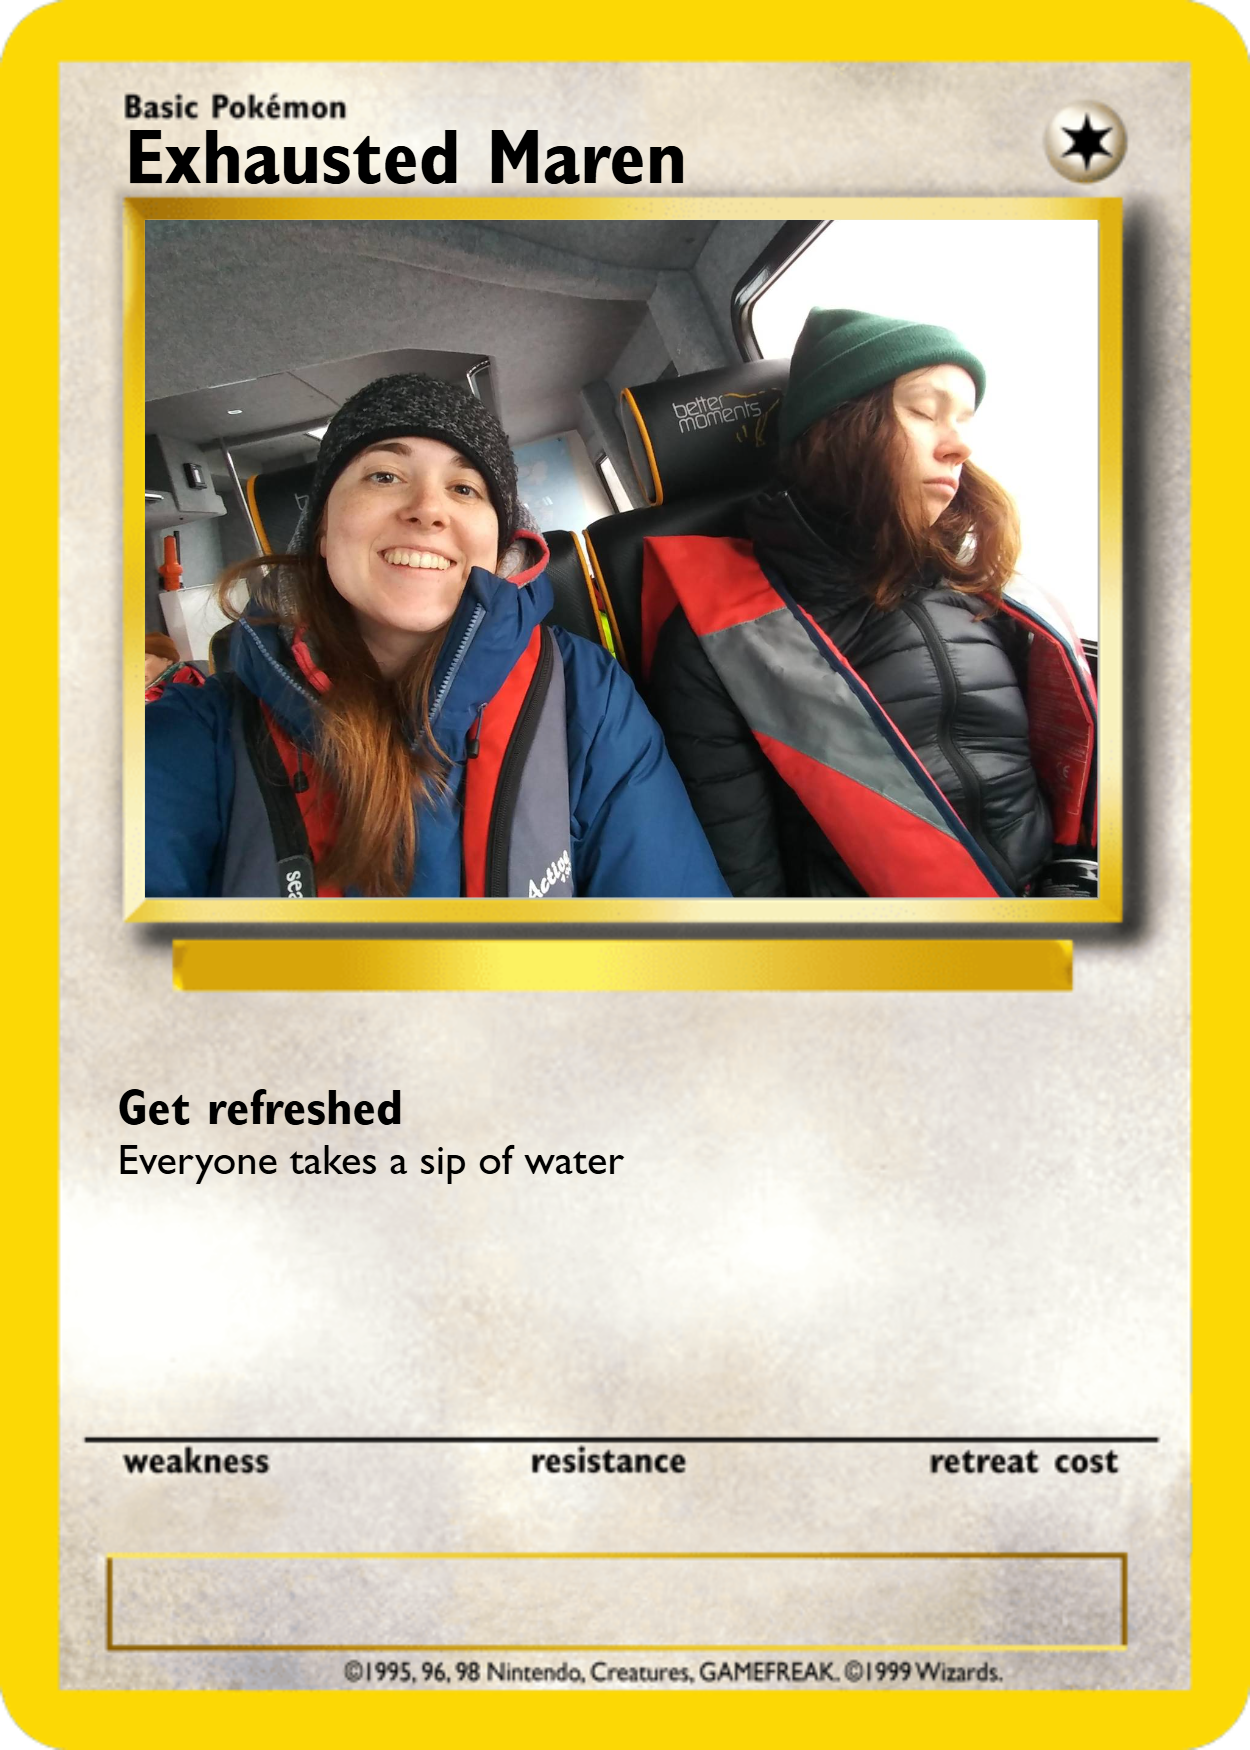 Basic Pokémon
Exhausted Maren
better
moments
Get refreshed
Everyone takes a sip of water
weakness
resistance
retreat cost
©1995, 96, 98 Nintendo, Creatures, GAMEFREAK. ©1999 Wizards.